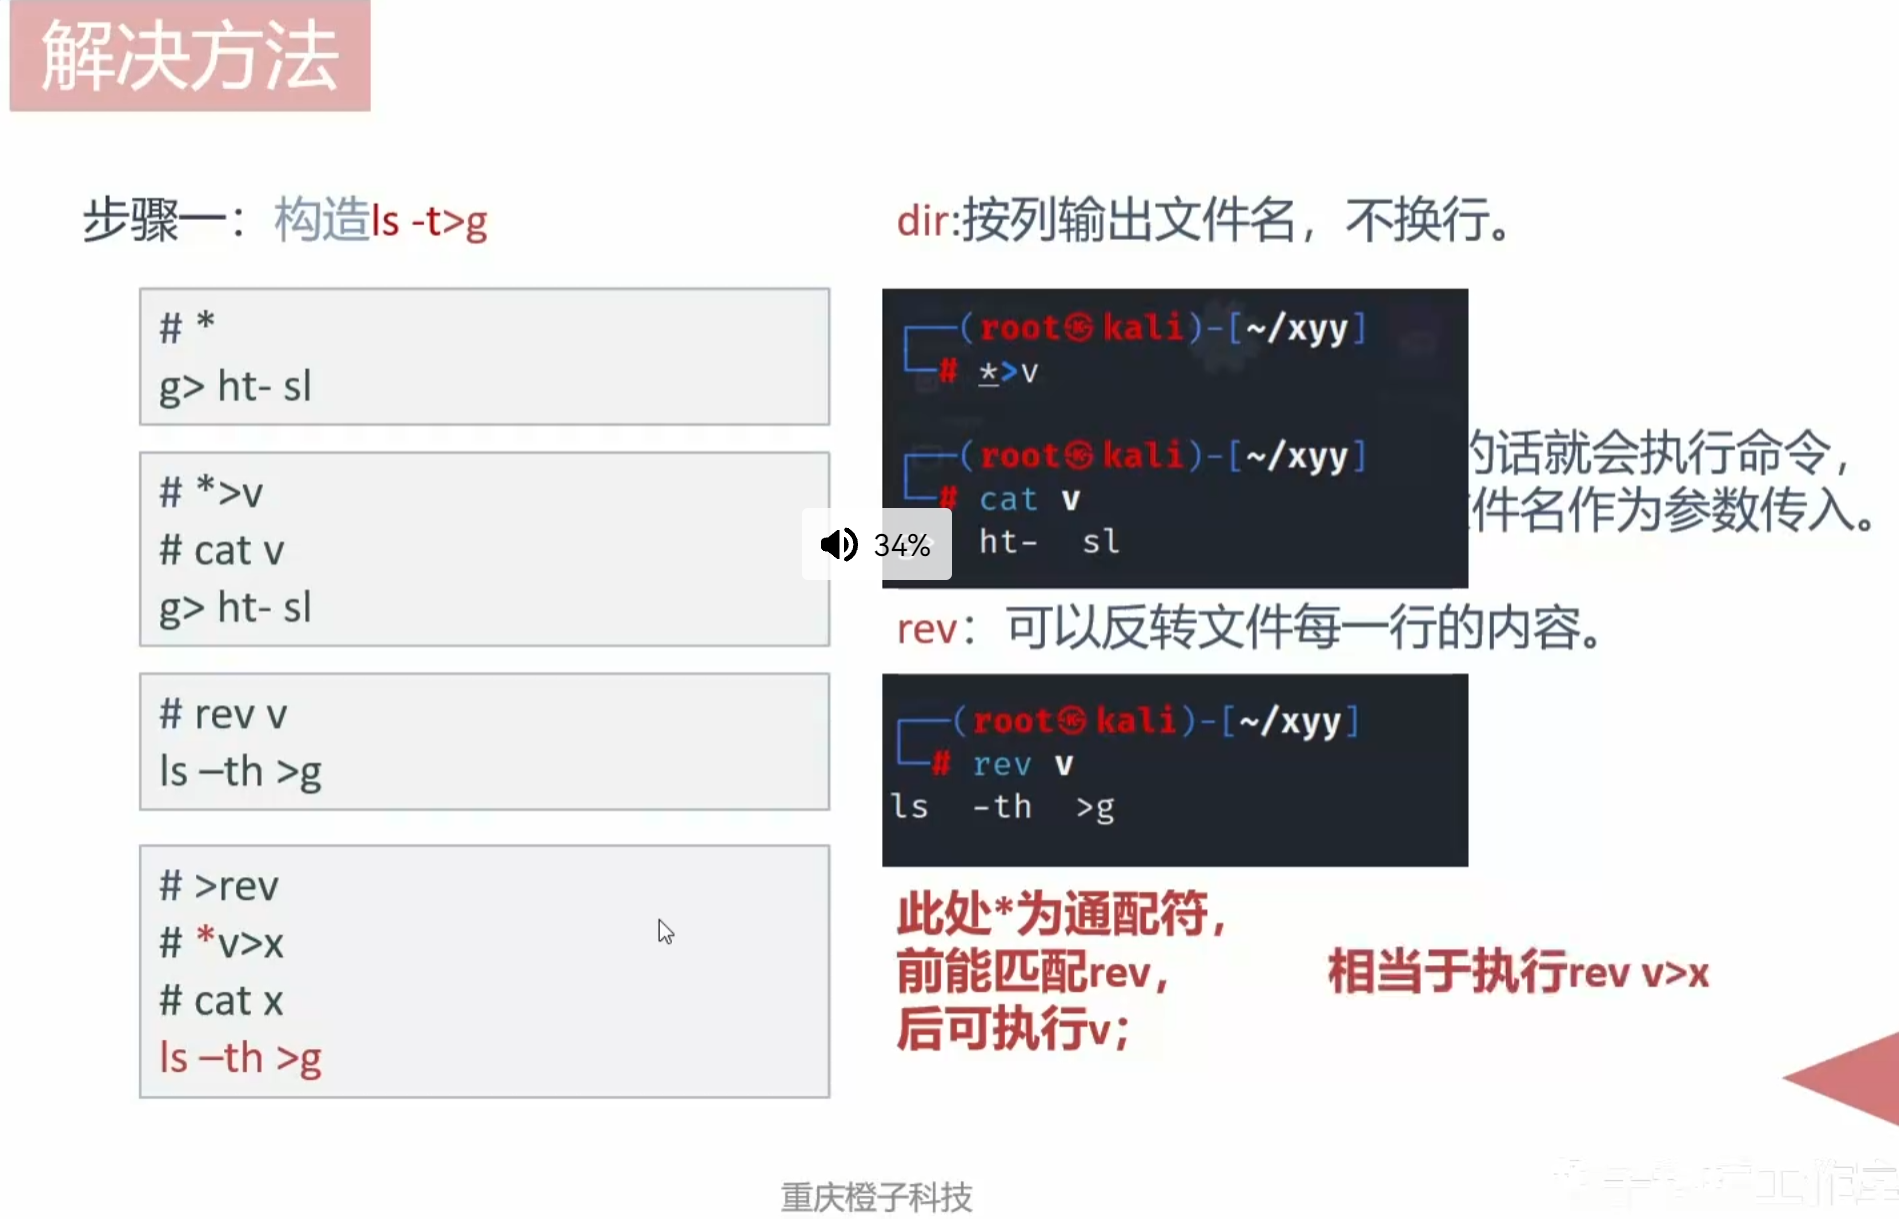 解决方法
步骤一：构造ls -t>g
# *
g> ht- sl
# *>v
# cat v
g> ht- sl
# rev v
ls –th >g
# >rev
# *v>x
# cat x
ls –th >g
dir:按列输出文件名，不换行。
(root㉿kali)-[~/xyy]
# *>v
(root㉿kali)-[~/xyy]
# cat v
ht- sl
的话就会执行命令，
件名作为参数传入。
34%
rev：可以反转文件每一行的内容。
(root㉿kali)-[~/xyy]
# rev v
ls -th >g
此处*为通配符，
前能匹配rev，
后可执行v；
相当于执行rev v>x
重庆橙子科技
工作室